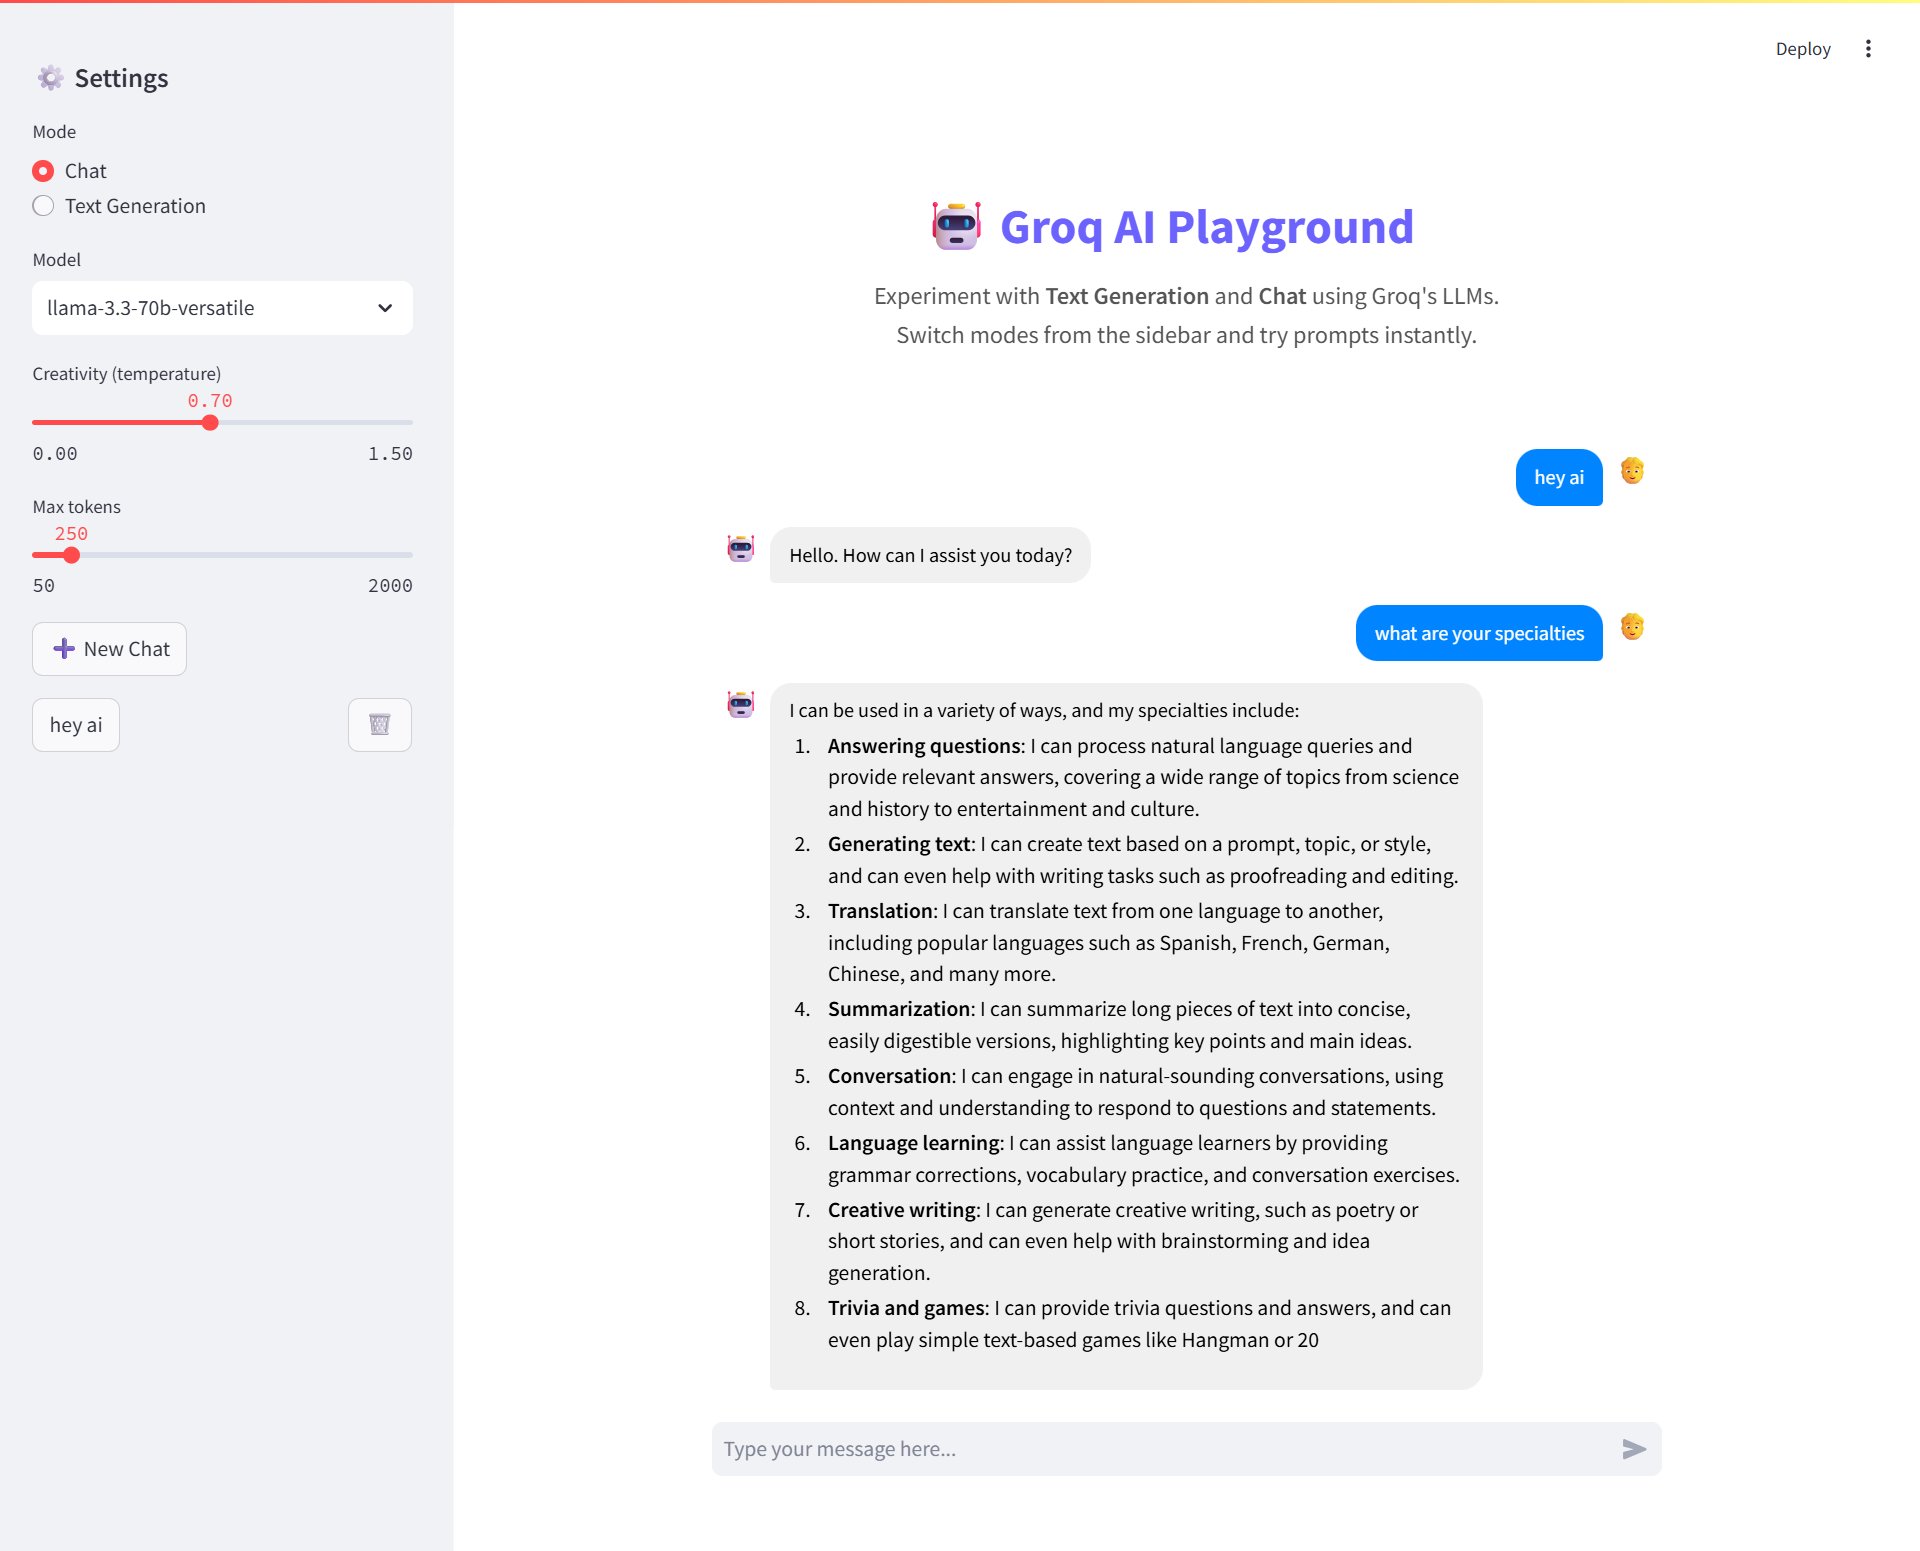 Settings
Mode
Chat
Text Generation
Model
llama-3.3-70b-versatile
Creativity (temperature)
0.70
0.00 1.50
Max tokens
250
50 2000
New Chat
hey ai
Deploy
Groq AI Playground
Experiment with Text Generation and Chat using Groq's LLMs.
Switch modes from the sidebar and try prompts instantly.
hey ai
Hello. How can I assist you today?
what are your specialties
I can be used in a variety of ways, and my specialties include:
1. Answering questions: I can process natural language queries and
provide relevant answers, covering a wide range of topics from science
and history to entertainment and culture.
2. Generating text: I can create text based on a prompt, topic, or style,
and can even help with writing tasks such as proofreading and editing.
3. Translation: I can translate text from one language to another,
including popular languages such as Spanish, French, German,
Chinese, and many more.
4. Summarization: I can summarize long pieces of text into concise,
easily digestible versions, highlighting key points and main ideas.
5. Conversation: I can engage in natural-sounding conversations, using
context and understanding to respond to questions and statements.
6. Language learning: I can assist language learners by providing
grammar corrections, vocabulary practice, and conversation exercises.
7. Creative writing: I can generate creative writing, such as poetry or
short stories, and can even help with brainstorming and idea
generation.
8. Trivia and games: I can provide trivia questions and answers, and can
even play simple text-based games like Hangman or 20
Type your message here...